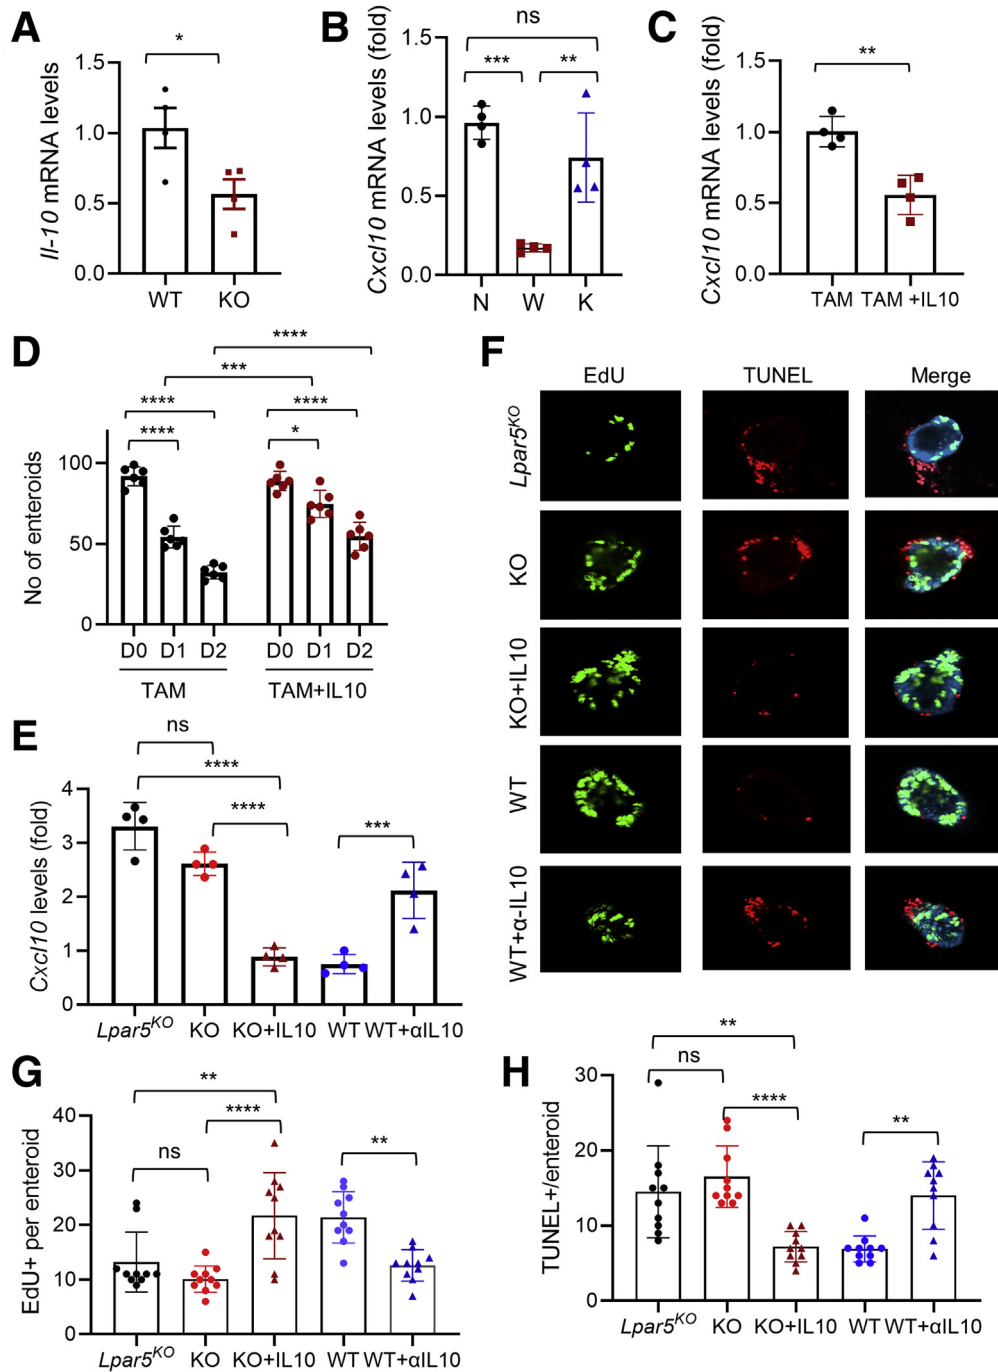 A
*
Il-10 mRNA levels
1.5
1.0
0.5
0.0
WT KO
B
ns
*** **
Cxcl10 mRNA levels (fold)
1.5
1.0
0.5
0.0
N W K
C
**
Cxcl10 mRNA levels (fold)
1.5
1.0
0.5
0.0
TAM TAM +IL10
D
****
***
**** ****
**** *
No of enteroids
100
50
0
D0 D1 D2 D0 D1 D2
TAM TAM+IL10
E
ns
****
**** ***
Cxcl10 levels (fold)
4
3
2
1
0
Lpar5KO KO KO+IL10 WT WT+αIL10
F
EdU TUNEL Merge
Lpar5KO
KO
KO+IL10
WT
WT+α-IL10
G
**
****
ns **
EdU+ per enteroid
40
30
20
10
0
Lpar5KO KO KO+IL10 WT WT+αIL10
H
**
ns
**** **
TUNEL+/enteroid
30
20
10
0
Lpar5KO KO KO+IL10 WT WT+αIL10